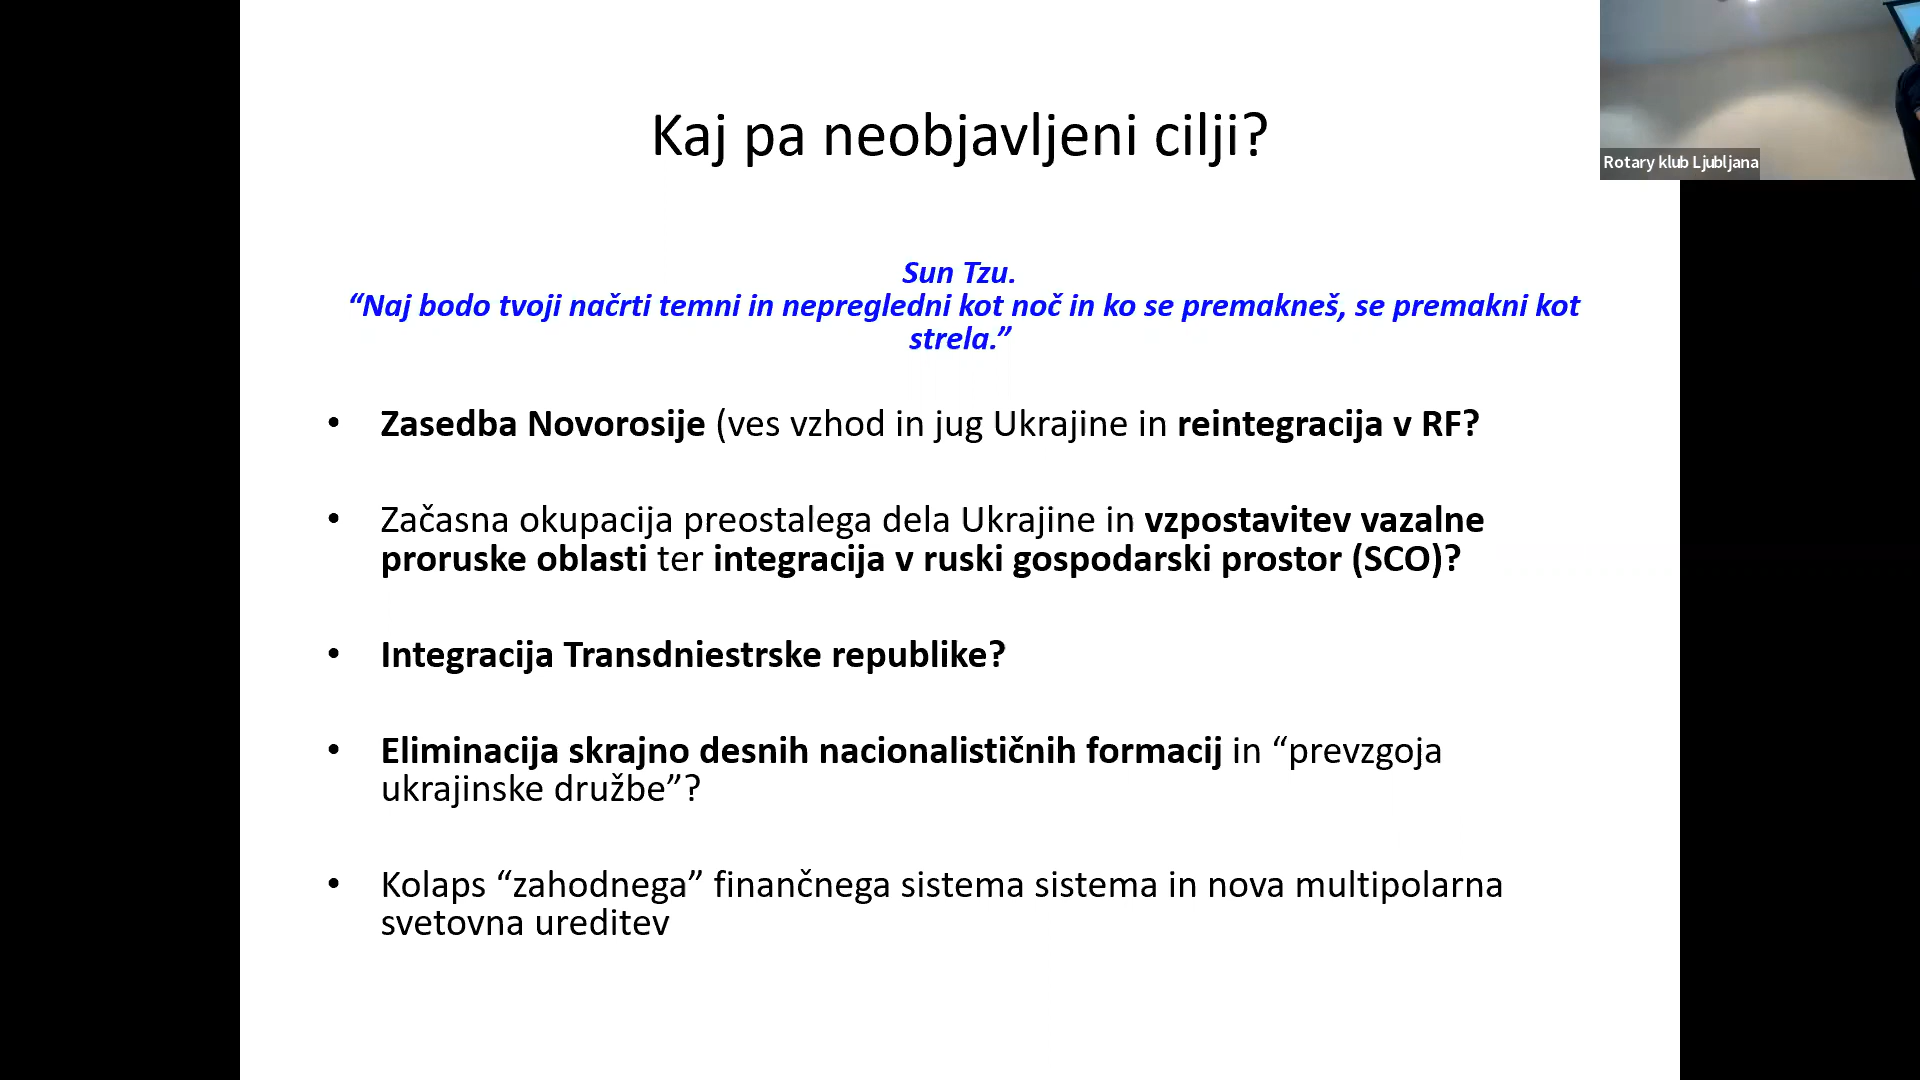 Kaj pa neobjavljeni cilji?
Rotary klub Ljubljana
Sun Tzu.
“Naj bodo tvoji načrti temni in nepregledni kot noč in ko se premakneš, se premakni kot
strela.”
• Zasedba Novorosije (ves vzhod in jug Ukrajine in reintegracija v RF?
• Začasna okupacija preostalega dela Ukrajine in vzpostavitev vazalne
proruske oblasti ter integracija v ruski gospodarski prostor (SCO)?
• Integracija Transdniestrske republike?
• Eliminacija skrajno desnih nacionalističnih formacij in “prevzgoja
ukrajinske družbe”?
• Kolaps “zahodnega” finančnega sistema sistema in nova multipolarna
svetovna ureditev